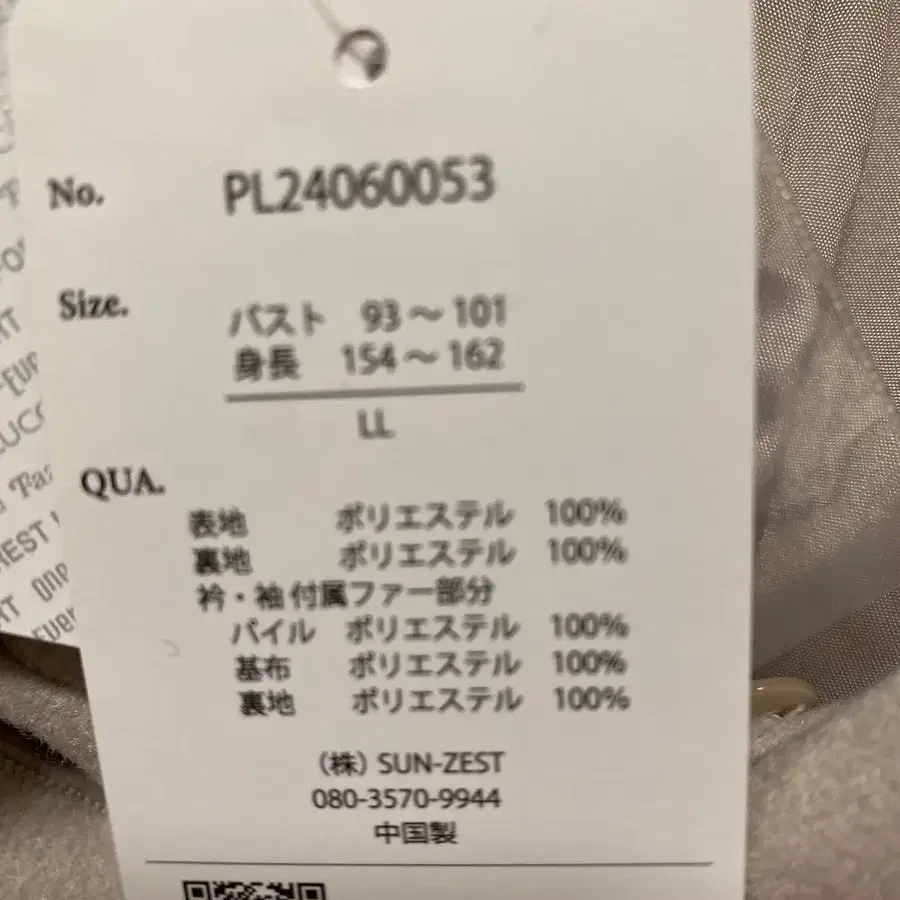 No. PL24060053
Size. バスト 93～101
身長 154～162
LL
QUA.
表地 ポリエステル 100%
裏地 ポリエステル 100%
衿・袖 付属ファー部分
パイル ポリエステル 100%
基布 ポリエステル 100%
裏地 ポリエステル 100%
（株）SUN-ZEST
080-3570-9944
中国製